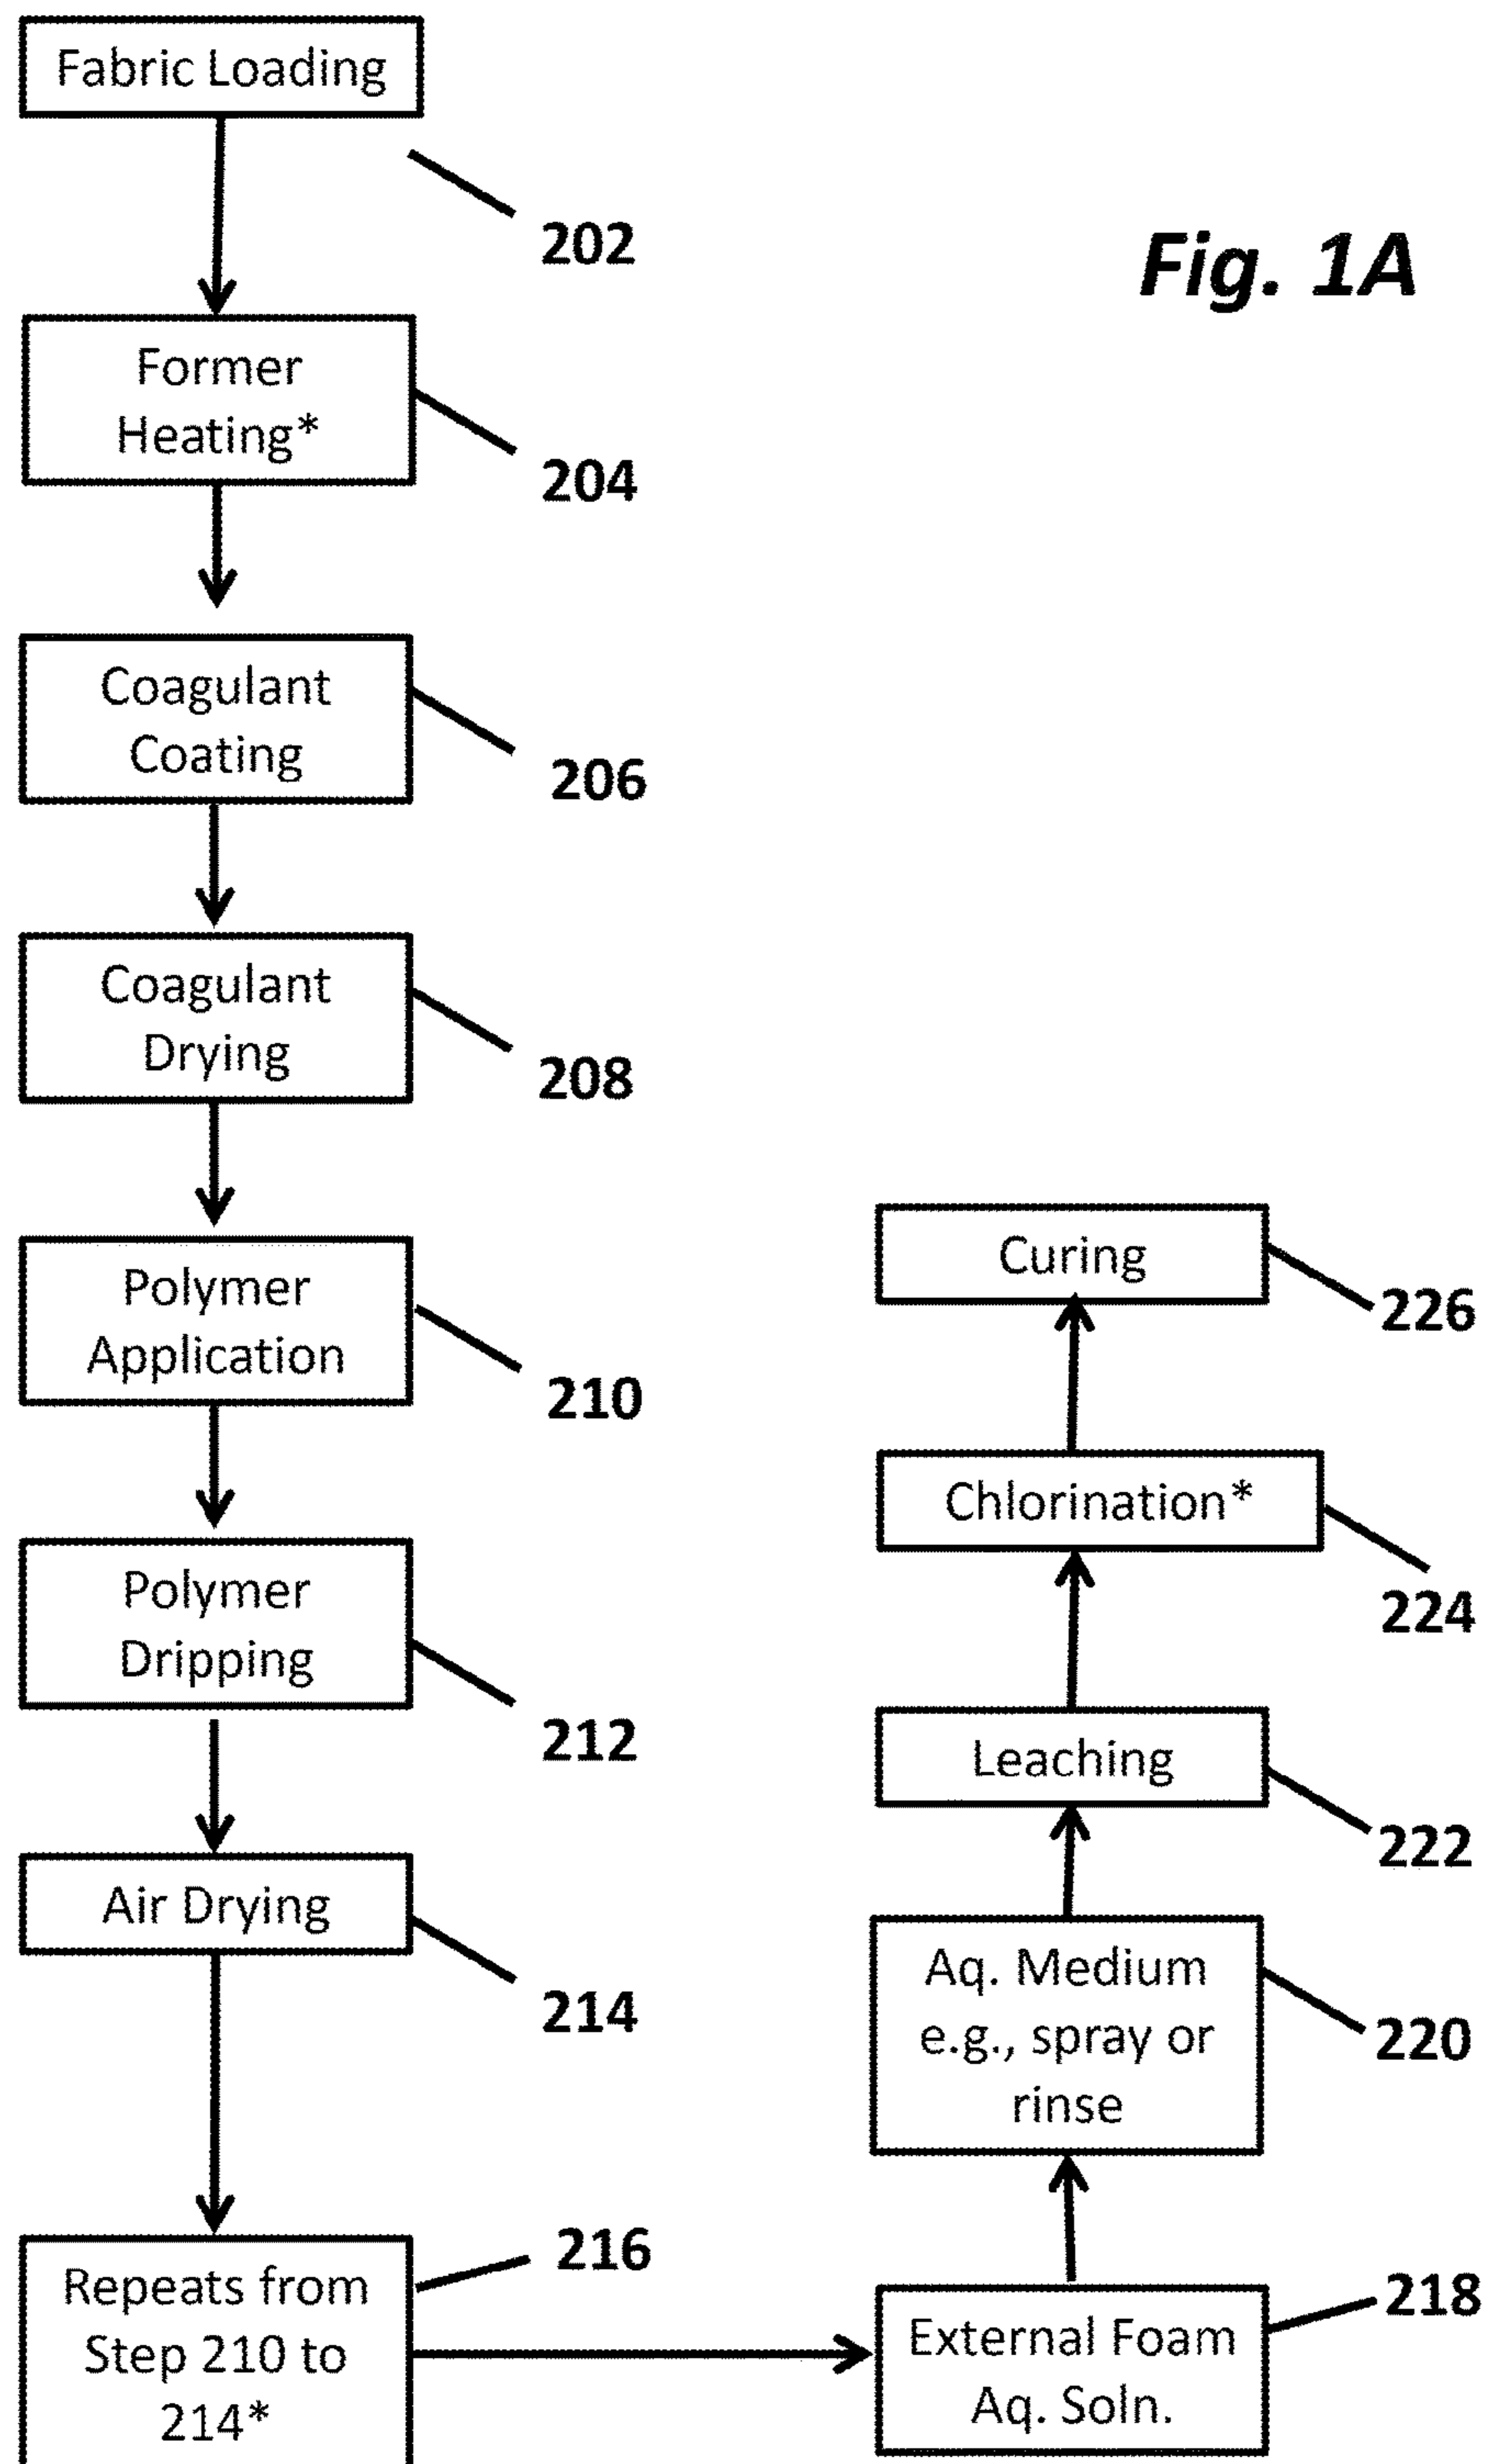 Fabric Loading
202
Fig. 1A
Former
Heating*
204
Coagulant
Coating
206
Coagulant
Drying
208
Polymer
Application
210
Polymer
Dripping
212
Air Drying
214
Repeats from
Step 210 to
214*
216
External Foam
Aq. Soln.
218
Aq. Medium
e.g., spray or
rinse
220
Leaching
222
Chlorination*
224
Curing
226